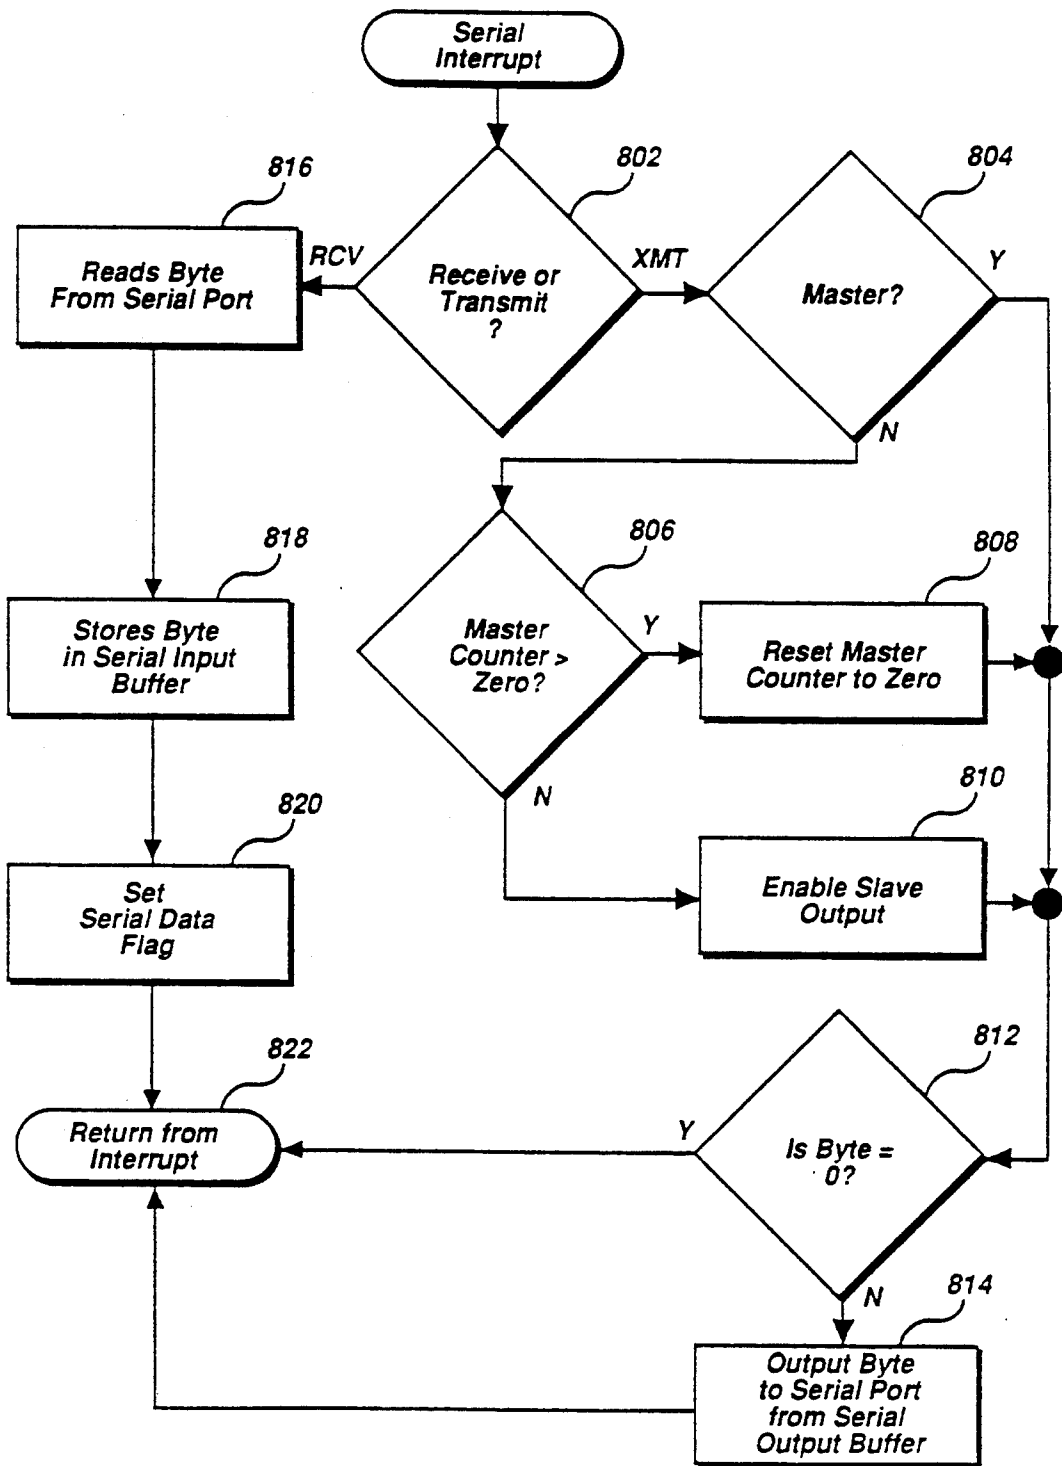 Serial
Interrupt
802
804
816
Reads Byte
From Serial Port
RCV
Receive or
Transmit
?
XMT
Master?
Y
N
818
Stores Byte
in Serial Input
Buffer
806
Master
Counter >
Zero?
Y
N
808
Reset Master
Counter to Zero
810
Enable Slave
Output
820
Set
Serial Data
Flag
822
Return from
Interrupt
812
Is Byte =
0?
Y
N
814
Output Byte
to Serial Port
from Serial
Output Buffer